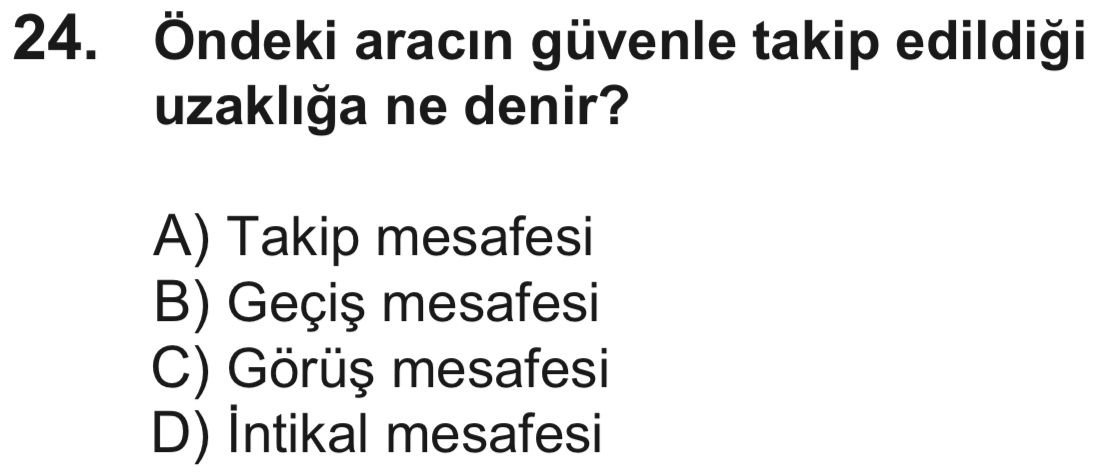 24. Öndeki aracın güvenle takip edildiği
uzaklığa ne denir?
A) Takip mesafesi
B) Geçiş mesafesi
C) Görüş mesafesi
D) İntikal mesafesi